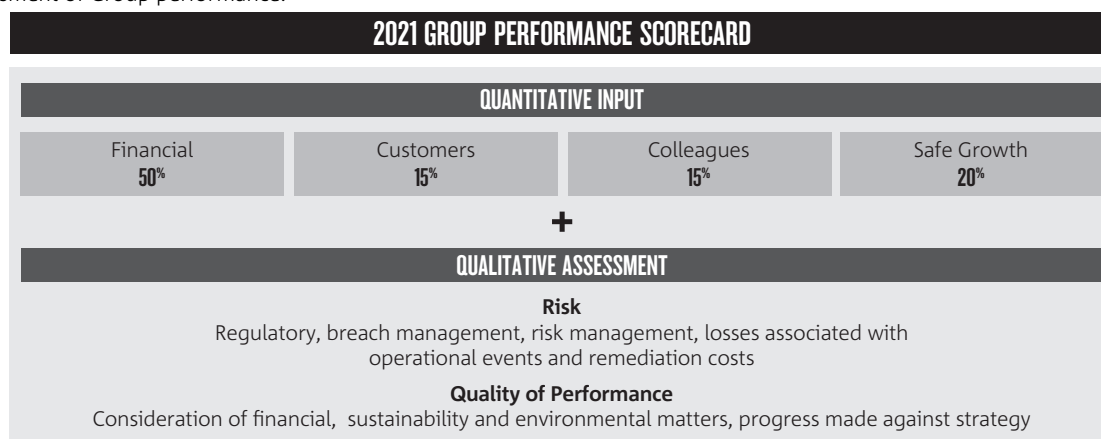 2021 GROUP PERFORMANCE SCORECARD
QUANTITATIVE INPUT
Financial
50%
Customers
15%
Colleagues
15%
Safe Growth
20%
+
QUALITATIVE ASSESSMENT
Risk
Regulatory, breach management, risk management, losses associated with
operational events and remediation costs
Quality of Performance
Consideration of financial, sustainability and environmental matters, progress made against strategy